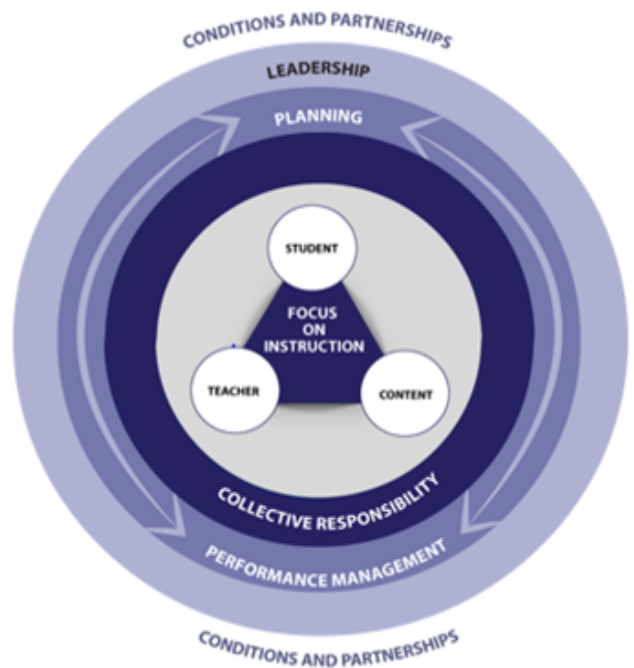 CONDITIONS AND PARTNERSHIPS
LEADERSHIP
PLANNING
STUDENT
FOCUS
ON
INSTRUCTION
TEACHER
CONTENT
COLLECTIVE RESPONSIBILITY
PERFORMANCE MANAGEMENT
CONDITIONS AND PARTNERSHIPS